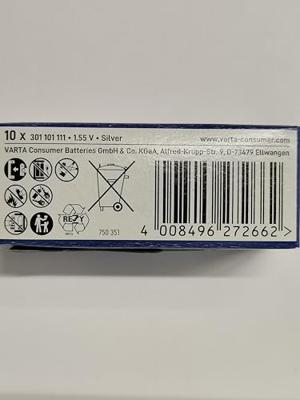 10 x 301 101 111 • 1.55 V • Silver www.varta-consumer.com
VARTA Consumer Batteries GmbH & Co. KGaA, Alfred-Krupp-Str. 9, D-73479 Ellwangen
REZY
750 351
4 008496 272662 >